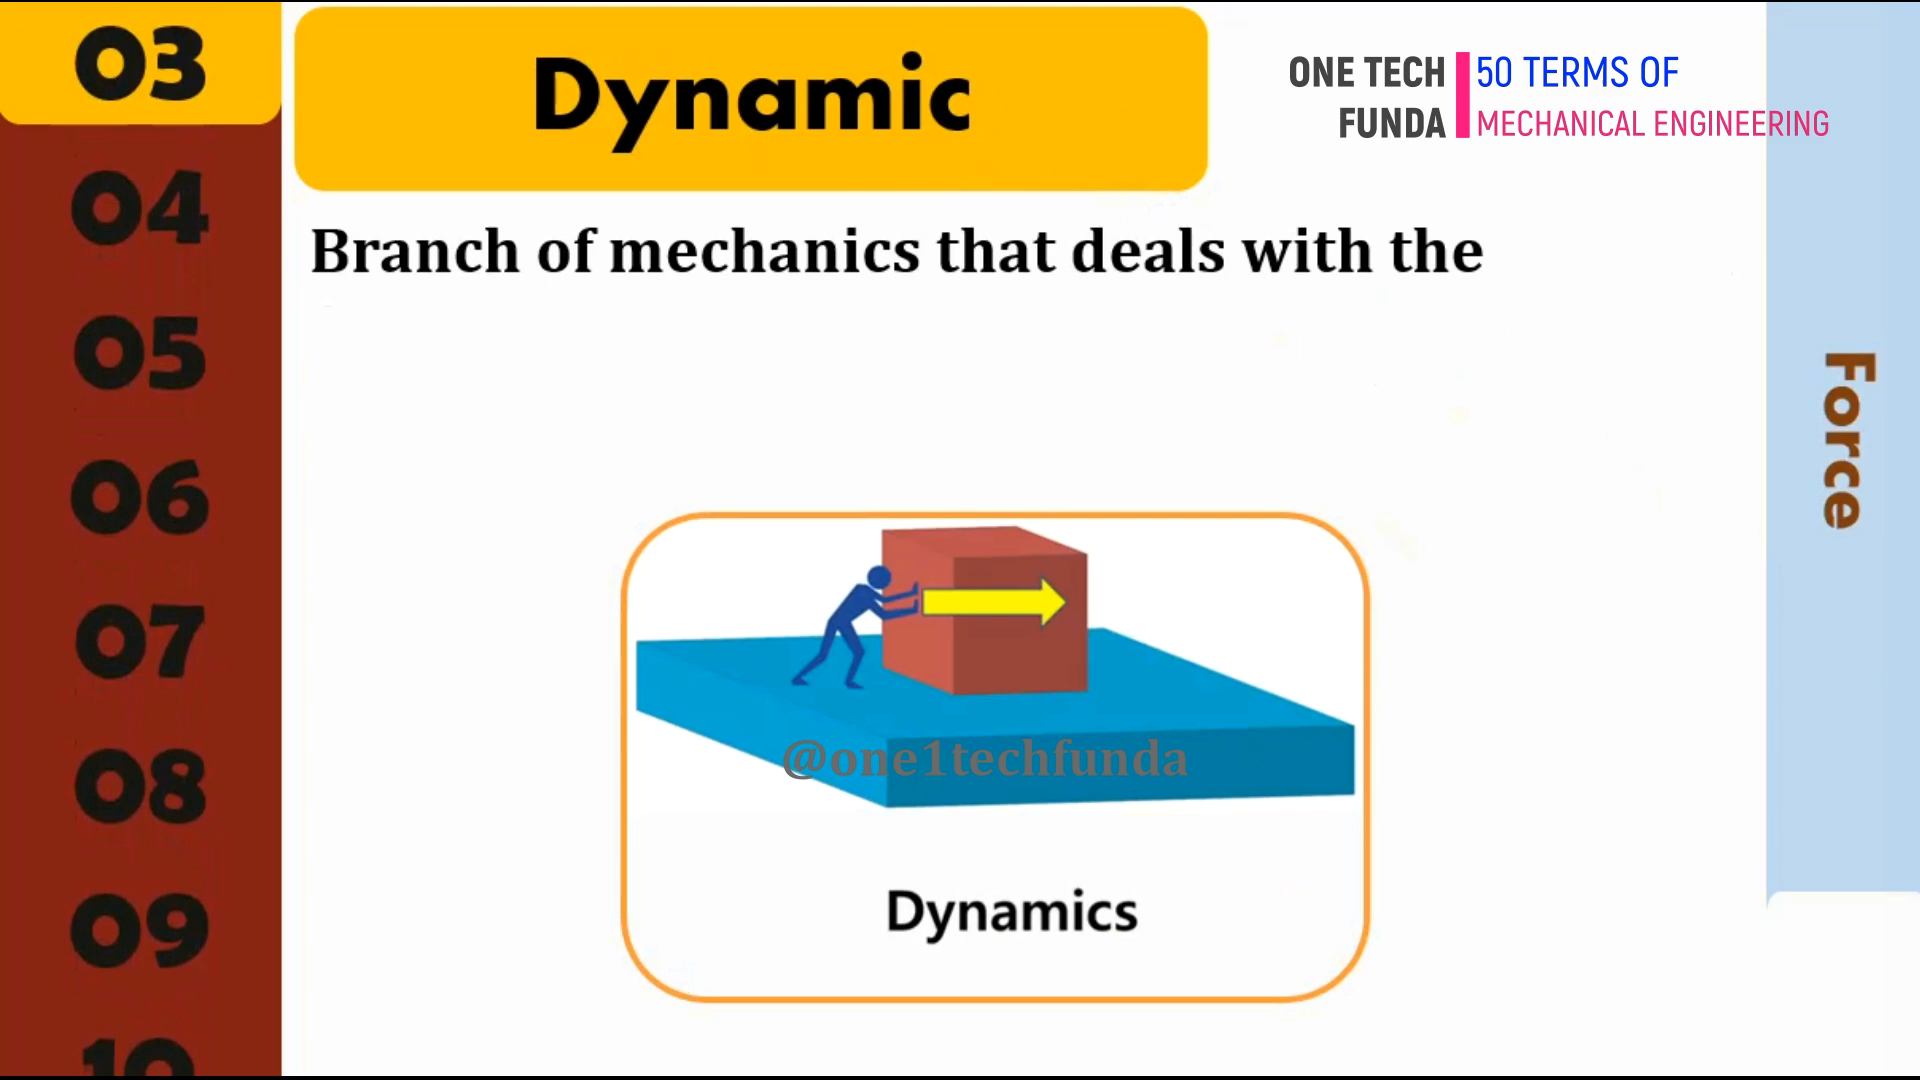 03
04
05
06
07
08
09
10
Dynamic
ONE TECH FUNDA
50 TERMS OF
MECHANICAL ENGINEERING
Branch of mechanics that deals with the
Force
@one1techfunda
Dynamics